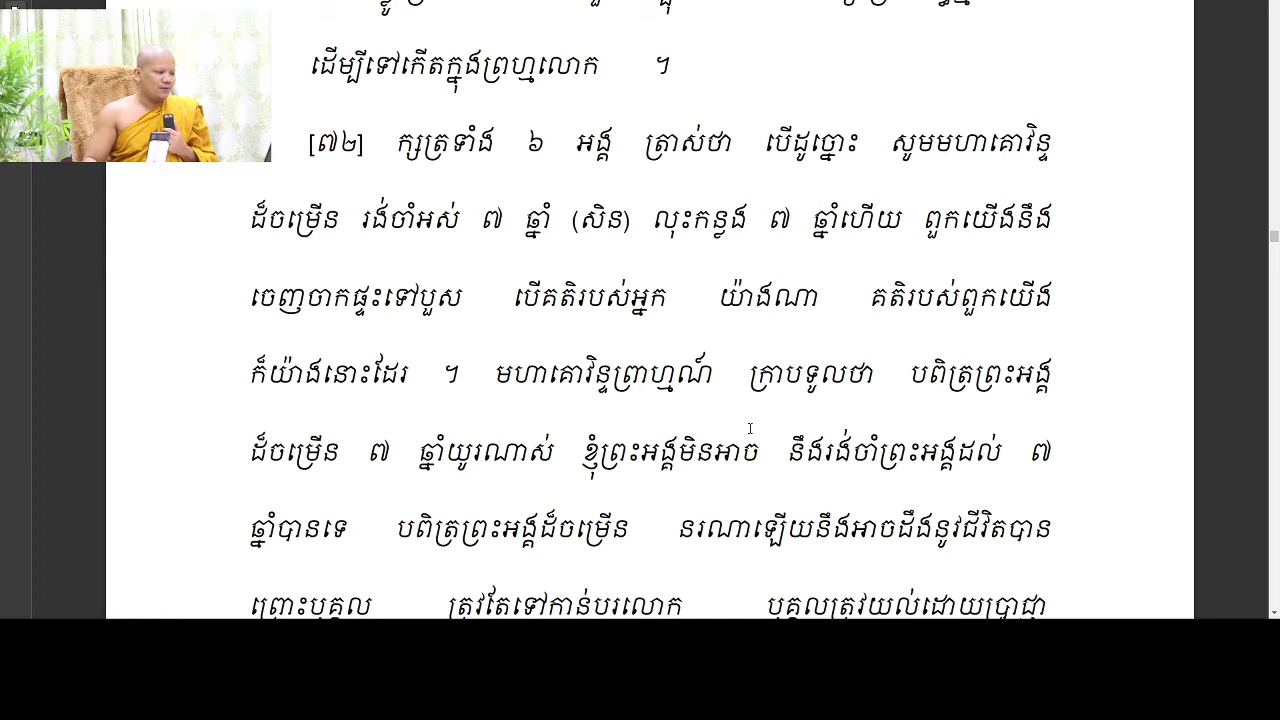 ដើម្បីទៅកើតក្នុងព្រហ្មលោក ។
[៧២] ក្សត្រទាំង ៦ អង្គ ត្រាស់ថា បើដូច្នោះ សូមមហាគោវិន្ទ
ដ៏ចម្រើន រង់ចាំអស់ ៧ ឆ្នាំ (សិន) លុះកន្លង ៧ ឆ្នាំហើយ ពួកយើងនឹង
ចេញចាកផ្ទះទៅបួស បើគតិរបស់អ្នក យ៉ាងណា គតិរបស់ពួកយើង
ក៏យ៉ាងនោះដែរ ។ មហាគោវិន្ទព្រាហ្មណ៍ ក្រាបទូលថា បពិត្រព្រះអង្គ
ដ៏ចម្រើន ៧ ឆ្នាំយូរណាស់ ខ្ញុំព្រះអង្គមិនអាច នឹងរង់ចាំព្រះអង្គដល់ ៧
ឆ្នាំបានទេ បពិត្រព្រះអង្គដ៏ចម្រើន នរណាឡើយនឹងអាចដឹងនូវជីវិតបាន
ព្រោះបុគ្គល ត្រូវតែទៅកាន់បរលោក បុគ្គលត្រូវយល់ដោយប្រាជ្ញា